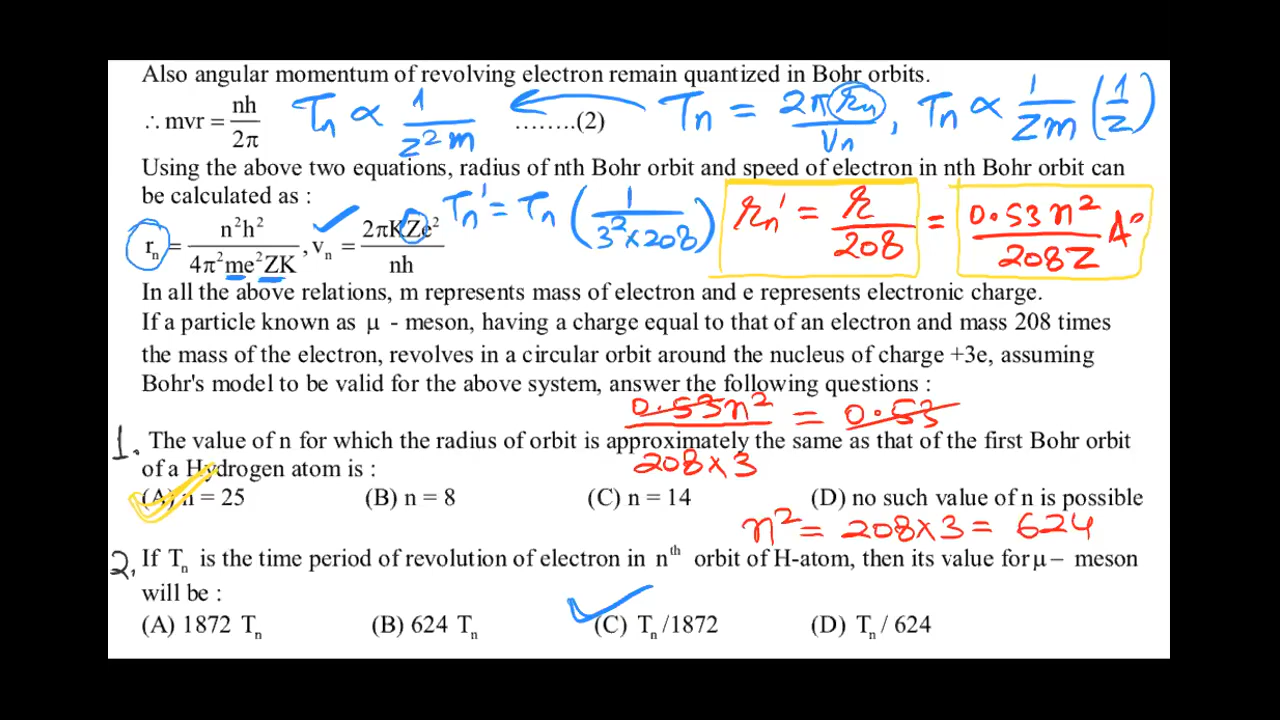 Also angular momentum of revolving electron remain quantized in Bohr orbits.
∴ mvr = nh/2π Tn ∝ 1/z²m ........(2) Tn = 2πrn/Vn , Tn ∝ 1/Zm (1/Z)
Using the above two equations, radius of nth Bohr orbit and speed of electron in nth Bohr orbit can
be calculated as :
Tn' = Tn (1/3²×208) rn' = r/208 = 0.53n²/208Z A°
rn = n²h²/4π²me²ZK , vn = 2πKZe²/nh
In all the above relations, m represents mass of electron and e represents electronic charge.
If a particle known as μ - meson, having a charge equal to that of an electron and mass 208 times
the mass of the electron, revolves in a circular orbit around the nucleus of charge +3e, assuming
Bohr's model to be valid for the above system, answer the following questions :
0.53n²/208×3 = 0.53
1. The value of n for which the radius of orbit is approximately the same as that of the first Bohr orbit
of a Hydrogen atom is :
(A) n = 25 (B) n = 8 (C) n = 14 (D) no such value of n is possible
n² = 208×3 = 624
2. If Tn is the time period of revolution of electron in nth orbit of H-atom, then its value for μ – meson
will be :
(A) 1872 Tn (B) 624 Tn (C) Tn /1872 (D) Tn / 624